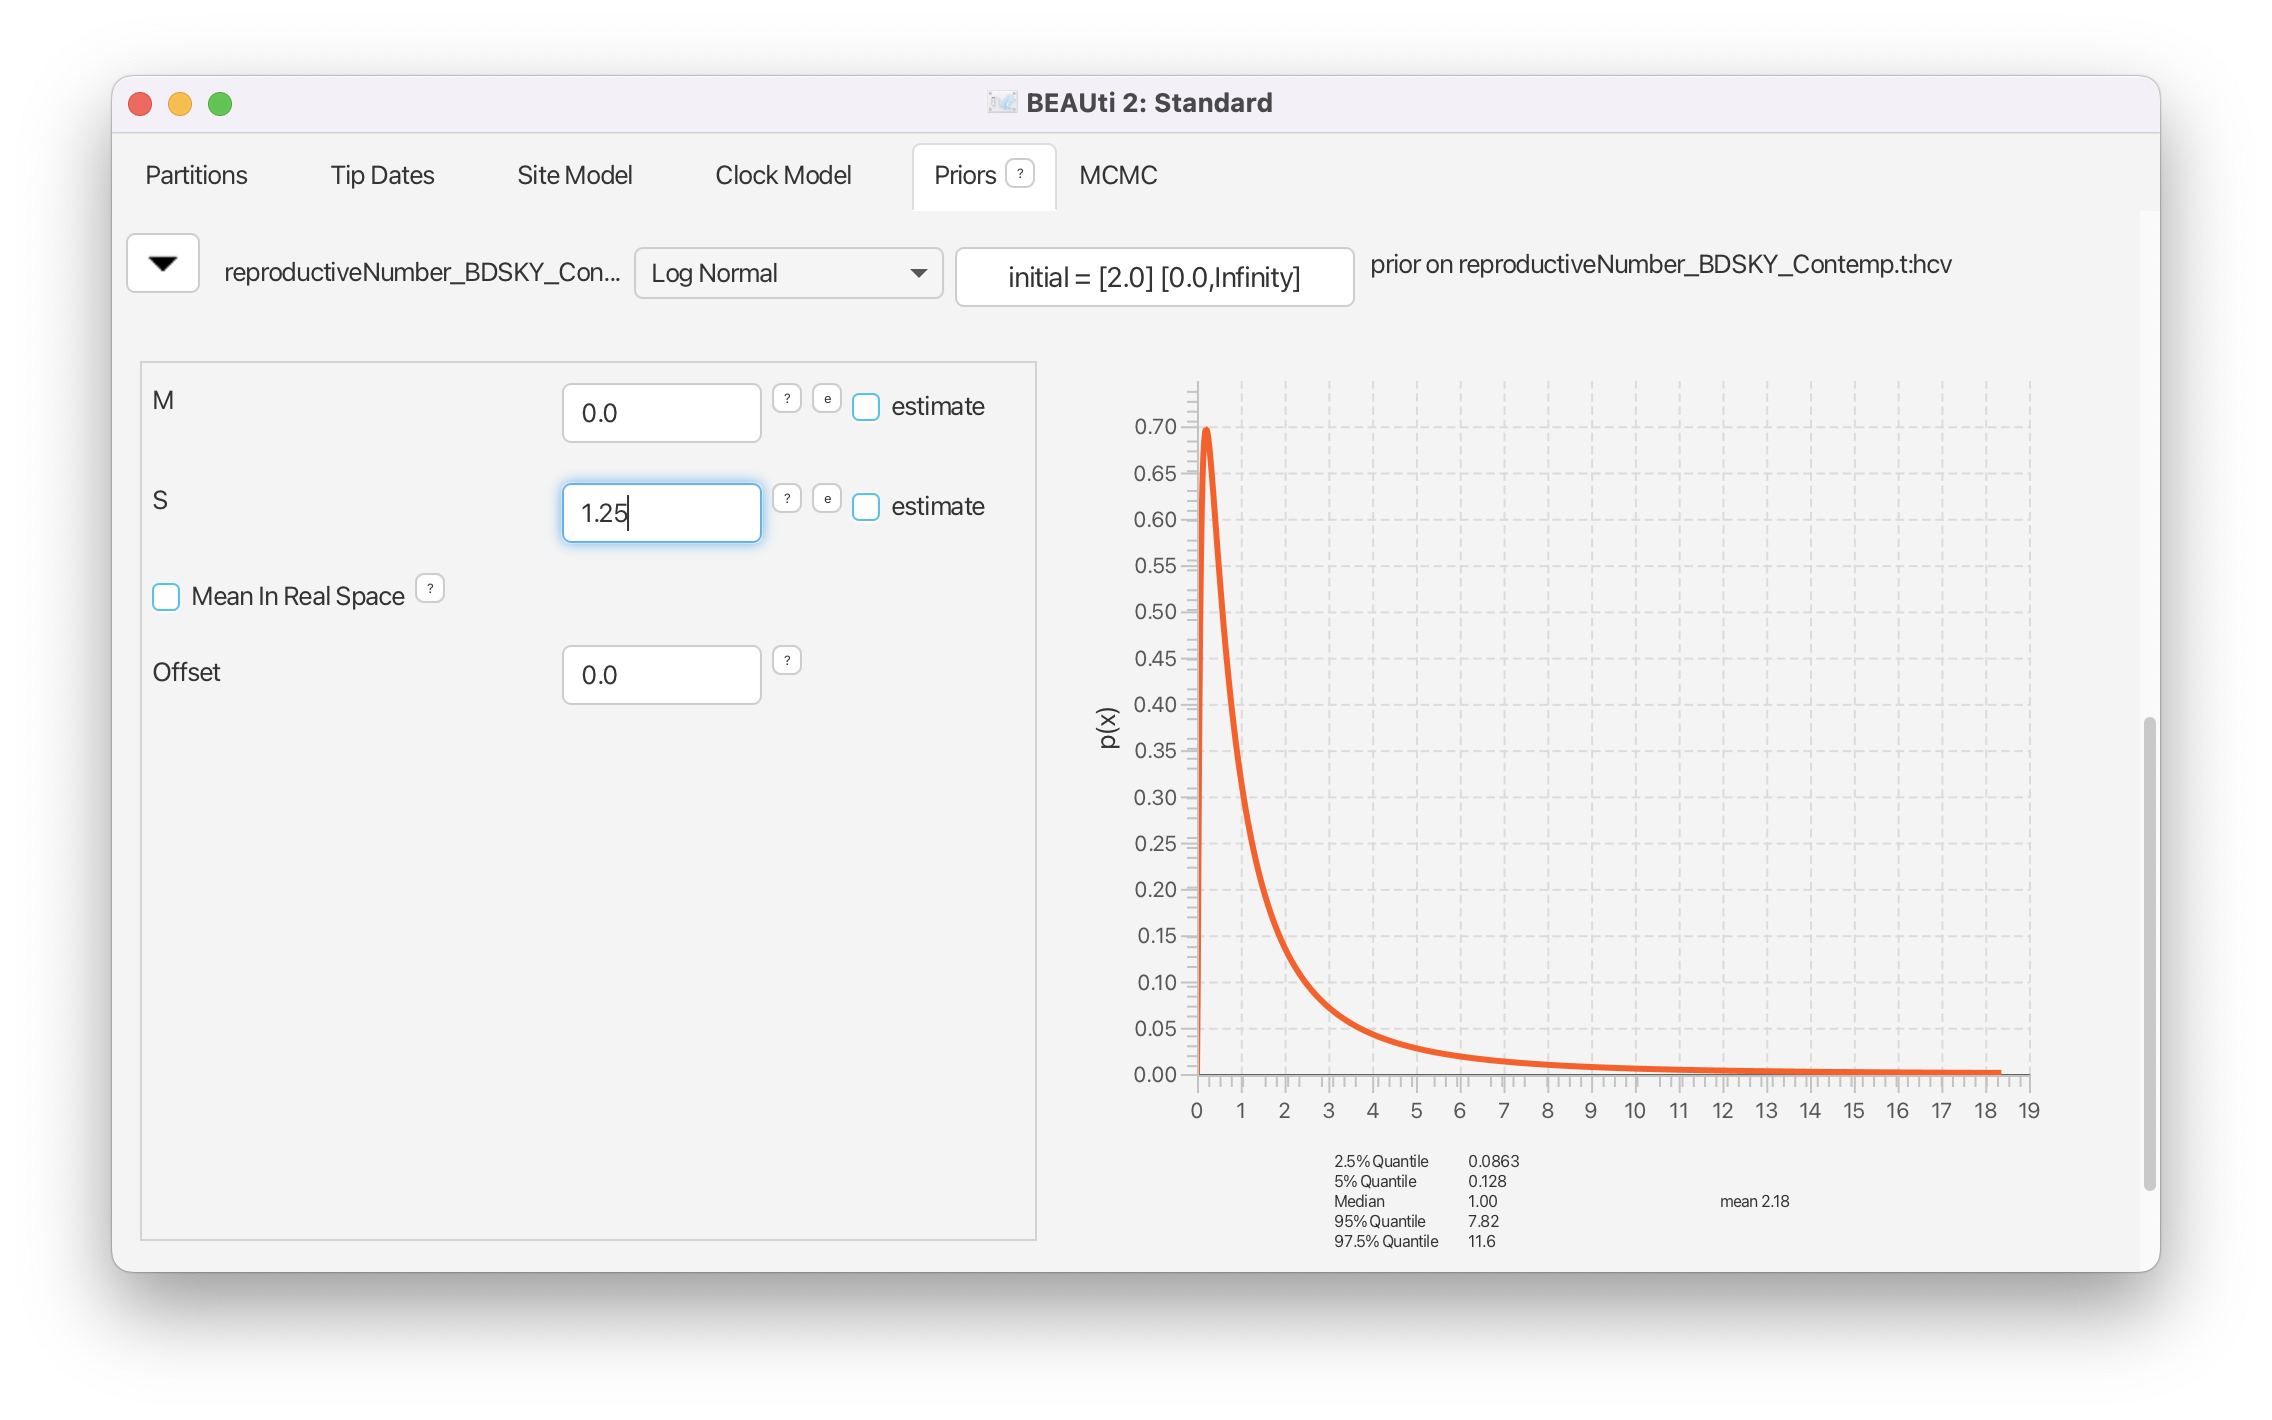 BEAUti 2: Standard
Partitions Tip Dates Site Model Clock Model Priors ? MCMC
reproductiveNumber_BDSKY_Con... Log Normal initial = [2.0] [0.0,Infinity] prior on reproductiveNumber_BDSKY_Contemp.t:hcv
M 0.0 ? e estimate
S 1.25 ? e estimate
Mean In Real Space ?
Offset 0.0 ?
p(x)
0.70
0.65
0.60
0.55
0.50
0.45
0.40
0.35
0.30
0.25
0.20
0.15
0.10
0.05
0.00
0 1 2 3 4 5 6 7 8 9 10 11 12 13 14 15 16 17 18 19
2.5% Quantile 0.0863
5% Quantile 0.128
Median 1.00 mean 2.18
95% Quantile 7.82
97.5% Quantile 11.6